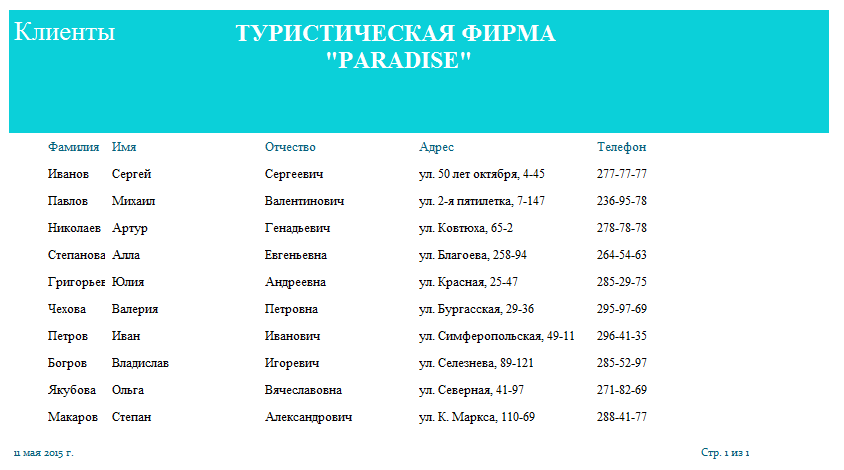 Клиенты ТУРИСТИЧЕСКАЯ ФИРМА
"PARADISE"
Фамилия Имя Отчество Адрес Телефон
Иванов Сергей Сергеевич ул. 50 лет октября, 4-45 277-77-77
Павлов Михаил Валентинович ул. 2-я пятилетка, 7-147 236-95-78
Николаев Артур Генадьевич ул. Ковтюха, 65-2 278-78-78
Степанова Алла Евгеньевна ул. Благоева, 258-94 264-54-63
Григорьев Юлия Андреевна ул. Красная, 25-47 285-29-75
Чехова Валерия Петровна ул. Бургасская, 29-36 295-97-69
Петров Иван Иванович ул. Симферопольская, 49-11 296-41-35
Богров Владислав Игоревич ул. Селезнева, 89-121 285-52-97
Якубова Ольга Вячеславовна ул. Северная, 41-97 271-82-69
Макаров Степан Александрович ул. К. Маркса, 110-69 288-41-77
11 мая 2015 г. Стр. 1 из 1